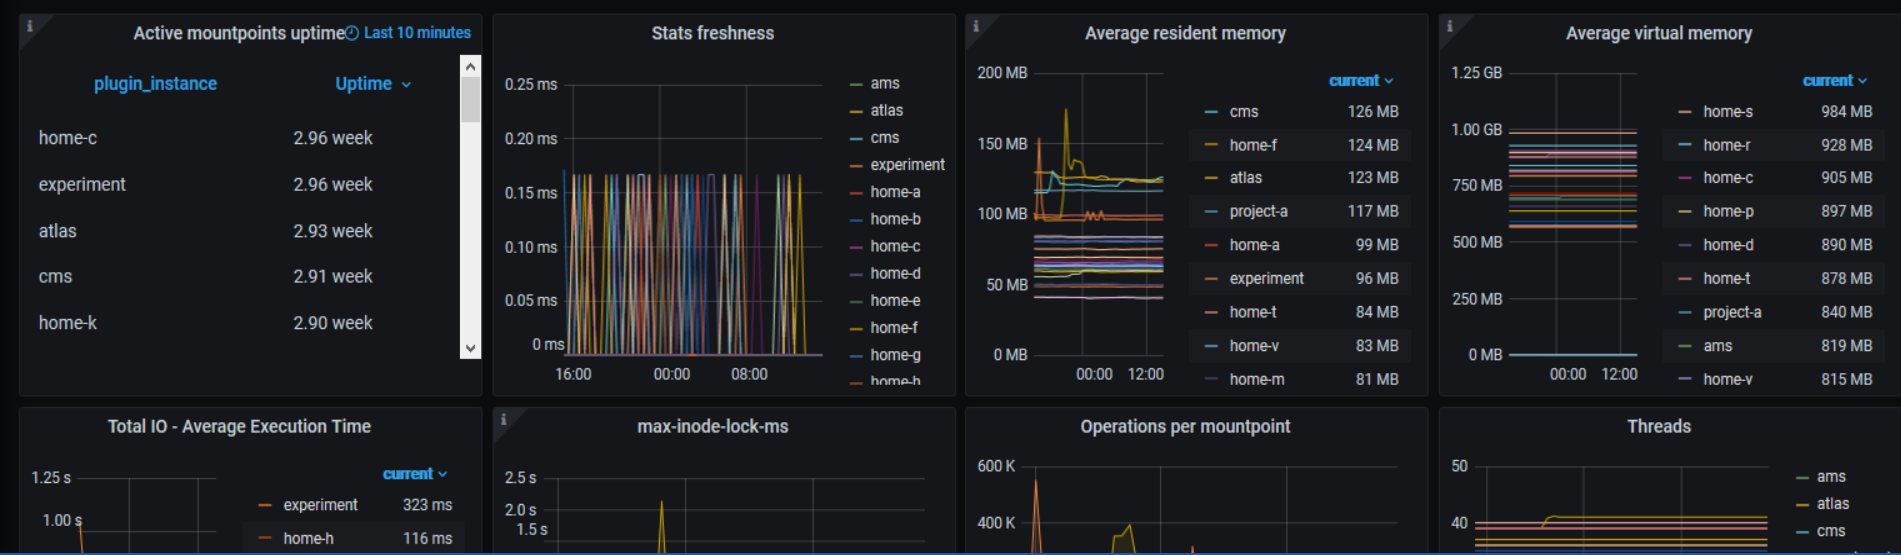 Active mountpoints uptime Last 10 minutes
plugin_instance Uptime
home-c 2.96 week
experiment 2.96 week
atlas 2.93 week
cms 2.91 week
home-k 2.90 week
Stats freshness
0.25 ms
0.20 ms
0.15 ms
0.10 ms
0.05 ms
0 ms
16:00 00:00 08:00
ams
atlas
cms
experiment
home-a
home-b
home-c
home-d
home-e
home-f
home-g
home-h
Average resident memory
200 MB
150 MB
100 MB
50 MB
0 MB
00:00 12:00
current
cms 126 MB
home-f 124 MB
atlas 123 MB
project-a 117 MB
home-a 99 MB
experiment 96 MB
home-t 84 MB
home-v 83 MB
home-m 81 MB
Average virtual memory
1.25 GB
1.00 GB
750 MB
500 MB
250 MB
0 MB
00:00 12:00
current
home-s 984 MB
home-r 928 MB
home-c 905 MB
home-p 897 MB
home-d 890 MB
home-t 878 MB
project-a 840 MB
ams 819 MB
home-v 815 MB
Total IO - Average Execution Time
1.25 s
1.00 s
current
experiment 323 ms
home-h 116 ms
max-inode-lock-ms
2.5 s
2.0 s
1.5 s
Operations per mountpoint
600 K
400 K
Threads
50
40
ams
atlas
cms